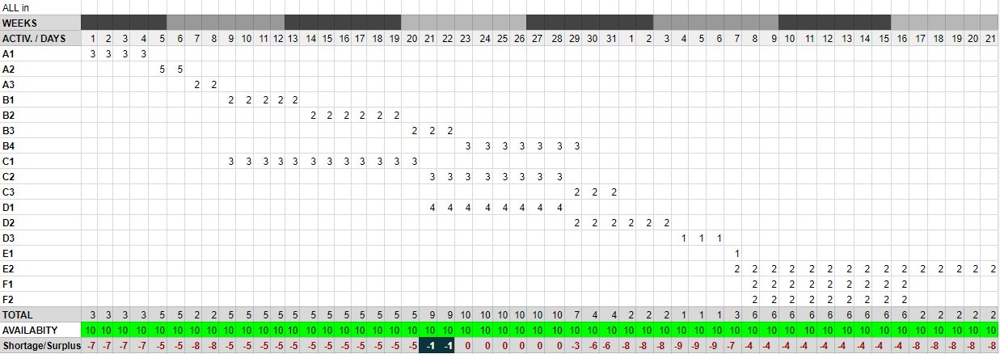 ALL in
WEEKS
ACTIV. / DAYS 1 2 3 4 5 6 7 8 9 10 11 12 13 14 15 16 17 18 19 20 21 22 23 24 25 26 27 28 29 30 31 1 2 3 4 5 6 7 8 9 10 11 12 13 14 15 16 17 18 19 20 21
A1 3 3 3 3
A2 5 5
A3 2 2
B1 2 2 2 2 2
B2 2 2 2 2 2 2
B3 2 2 2
B4 3 3 3 3 3 3 3
C1 3 3 3 3 3 3 3 3 3 3 3 3
C2 3 3 3 3 3 3 3 3
C3 2 2 2
D1 4 4 4 4 4 4 4 4
D2 2 2 2 2 2 2
D3 1 1 1
E1 1
E2 2 2 2 2 2 2 2 2 2 2 2 2 2 2 2
F1 2 2 2 2 2 2 2 2 2
F2 2 2 2 2 2 2 2 2 2
TOTAL 3 3 3 3 5 5 2 2 5 5 5 5 5 5 5 5 5 5 5 5 9 9 10 10 10 10 10 10 7 4 4 2 2 2 1 1 1 3 6 6 6 6 6 6 6 6 6 2 2 2 2 2
AVAILABITY 10 10 10 10 10 10 10 10 10 10 10 10 10 10 10 10 10 10 10 10 10 10 10 10 10 10 10 10 10 10 10 10 10 10 10 10 10 10 10 10 10 10 10 10 10 10 10 10 10 10 10 10
Shortage/Surplus -7 -7 -7 -7 -5 -5 -8 -8 -5 -5 -5 -5 -5 -5 -5 -5 -5 -5 -5 -5 -1 -1 0 0 0 0 0 0 -3 -6 -6 -8 -8 -8 -9 -9 -9 -7 -4 -4 -4 -4 -4 -4 -4 -4 -4 -8 -8 -8 -8 -8